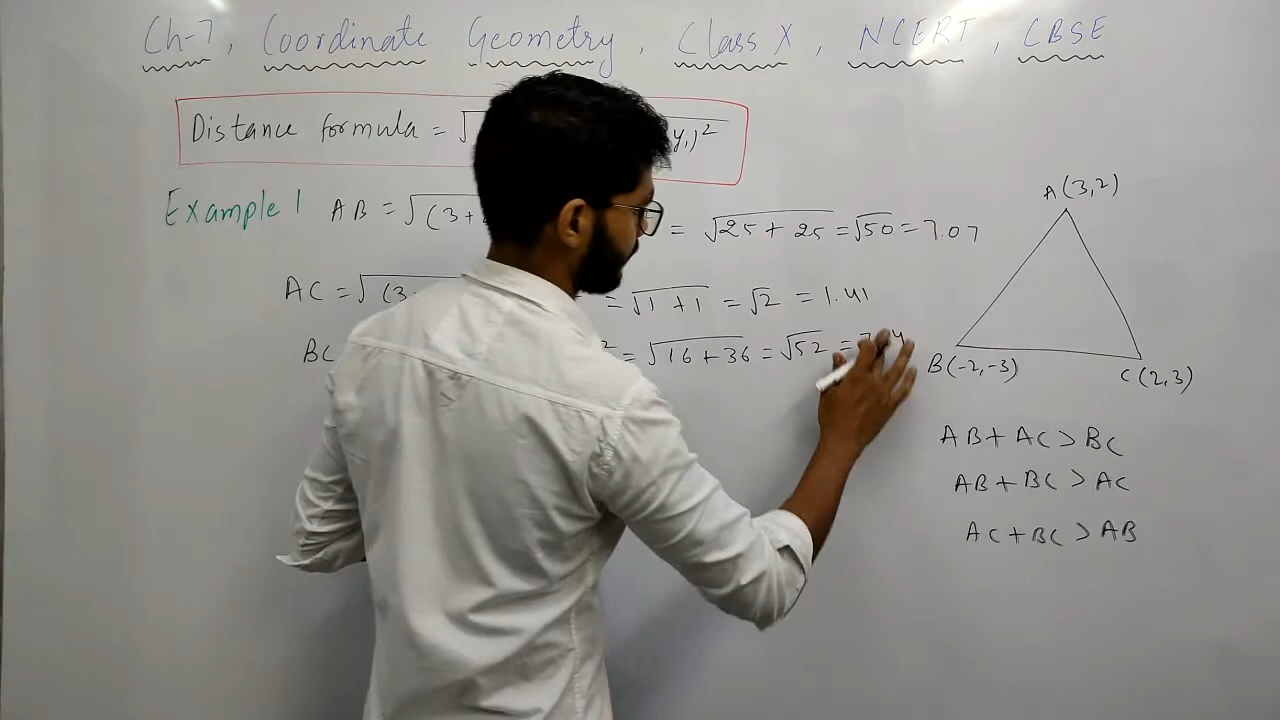 Ch-7, Coordinate Geometry, Class X, NCERT, CBSE
Distance formula = √ y₁)²
Example 1 AB = √(3+ = √25+25 = √50 = 7.07
AC = √(3 = √1+1 = √2 = 1.41
BC ² = √16+36 = √52 =
A(3,2)
B(-2,-3)
C(2,3)
AB+AC>BC
AB+BC>AC
AC+BC>AB